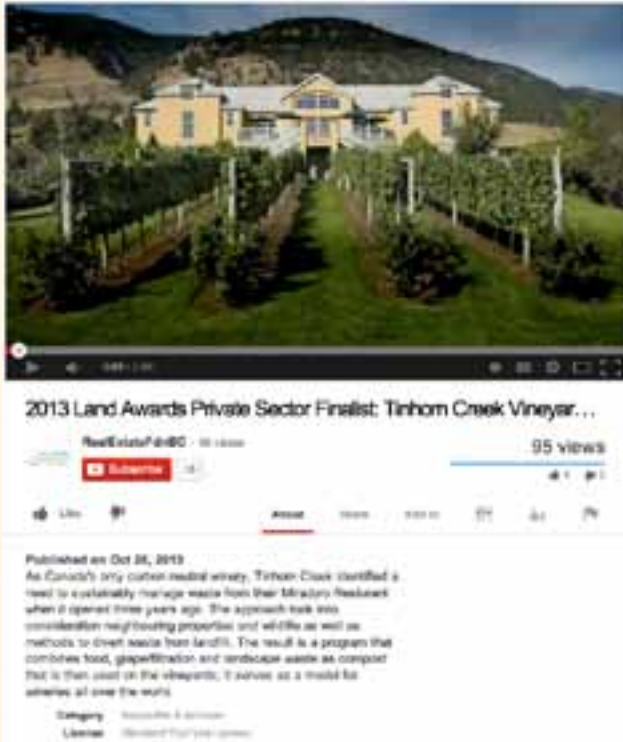 2013 Land Awards Private Sector Finalist: Tinhorn Creek Vineyar...
RealEstateFdnBC
95 views
Subscribe
Like
About
Share
Add to
Published on Oct 28, 2013
As Canada's only carbon neutral winery, Tinhorn Creek identified a
need to sustainably manage waste from their Miradoro Restaurant
when it opened three years ago. The approach took into
consideration neighbouring properties and wildlife as well as
methods to divert waste from landfill. The result is a program that
combines food, grape/filtration and landscape waste as compost
that is then used on the vineyards. It serves as a model for
wineries all over the world.
Category
License